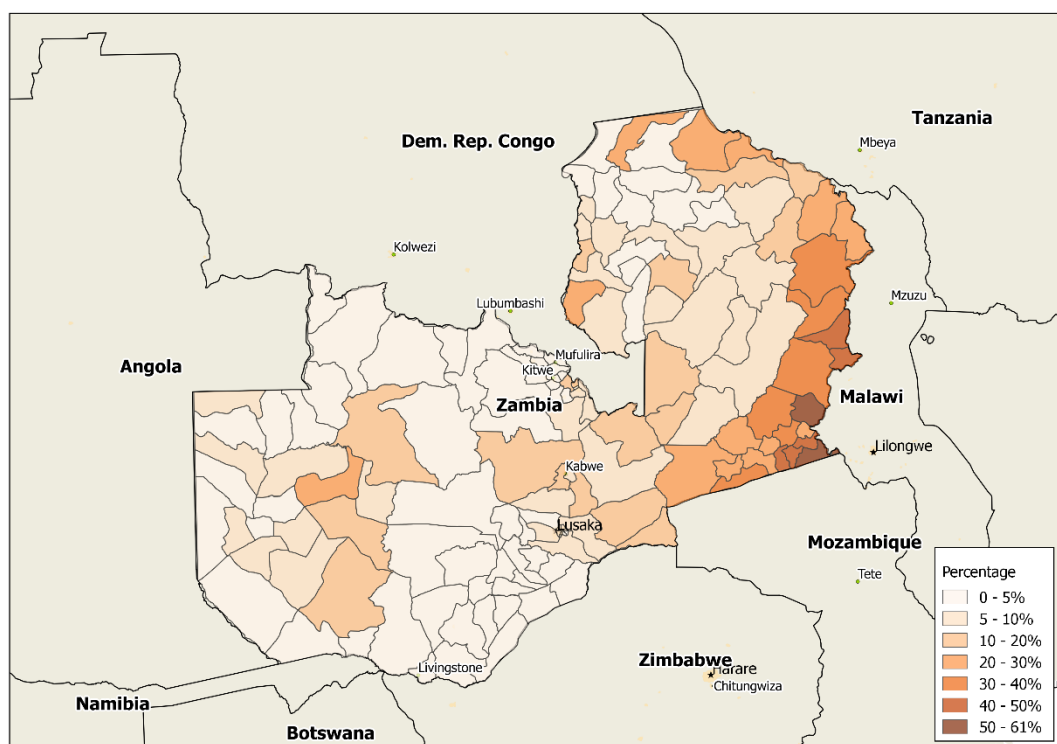 Tanzania
Dem. Rep. Congo
Mbeya
Kolwezi
Mzuzu
Lubumbashi
Mufulira
Angola
Kitwe
Malawi
Zambia
Lilongwe
Kabwe
Lusaka
Mozambique
Tete
Percentage
0 - 5%
5 - 10%
10 - 20%
20 - 30%
30 - 40%
40 - 50%
50 - 61%
Livingstone
Zimbabwe
Harare
Chitungwiza
Namibia
Botswana